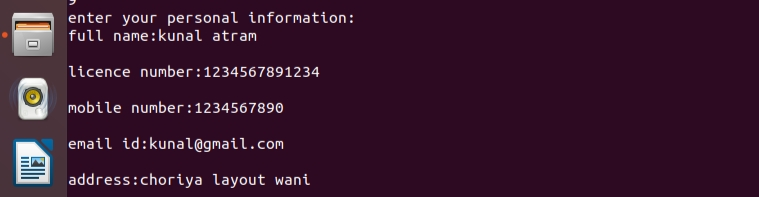 enter your personal information:
full name:kunal atram
licence number:1234567891234
mobile number:1234567890
email id:kunal@gmail.com
address:choriya layout wani